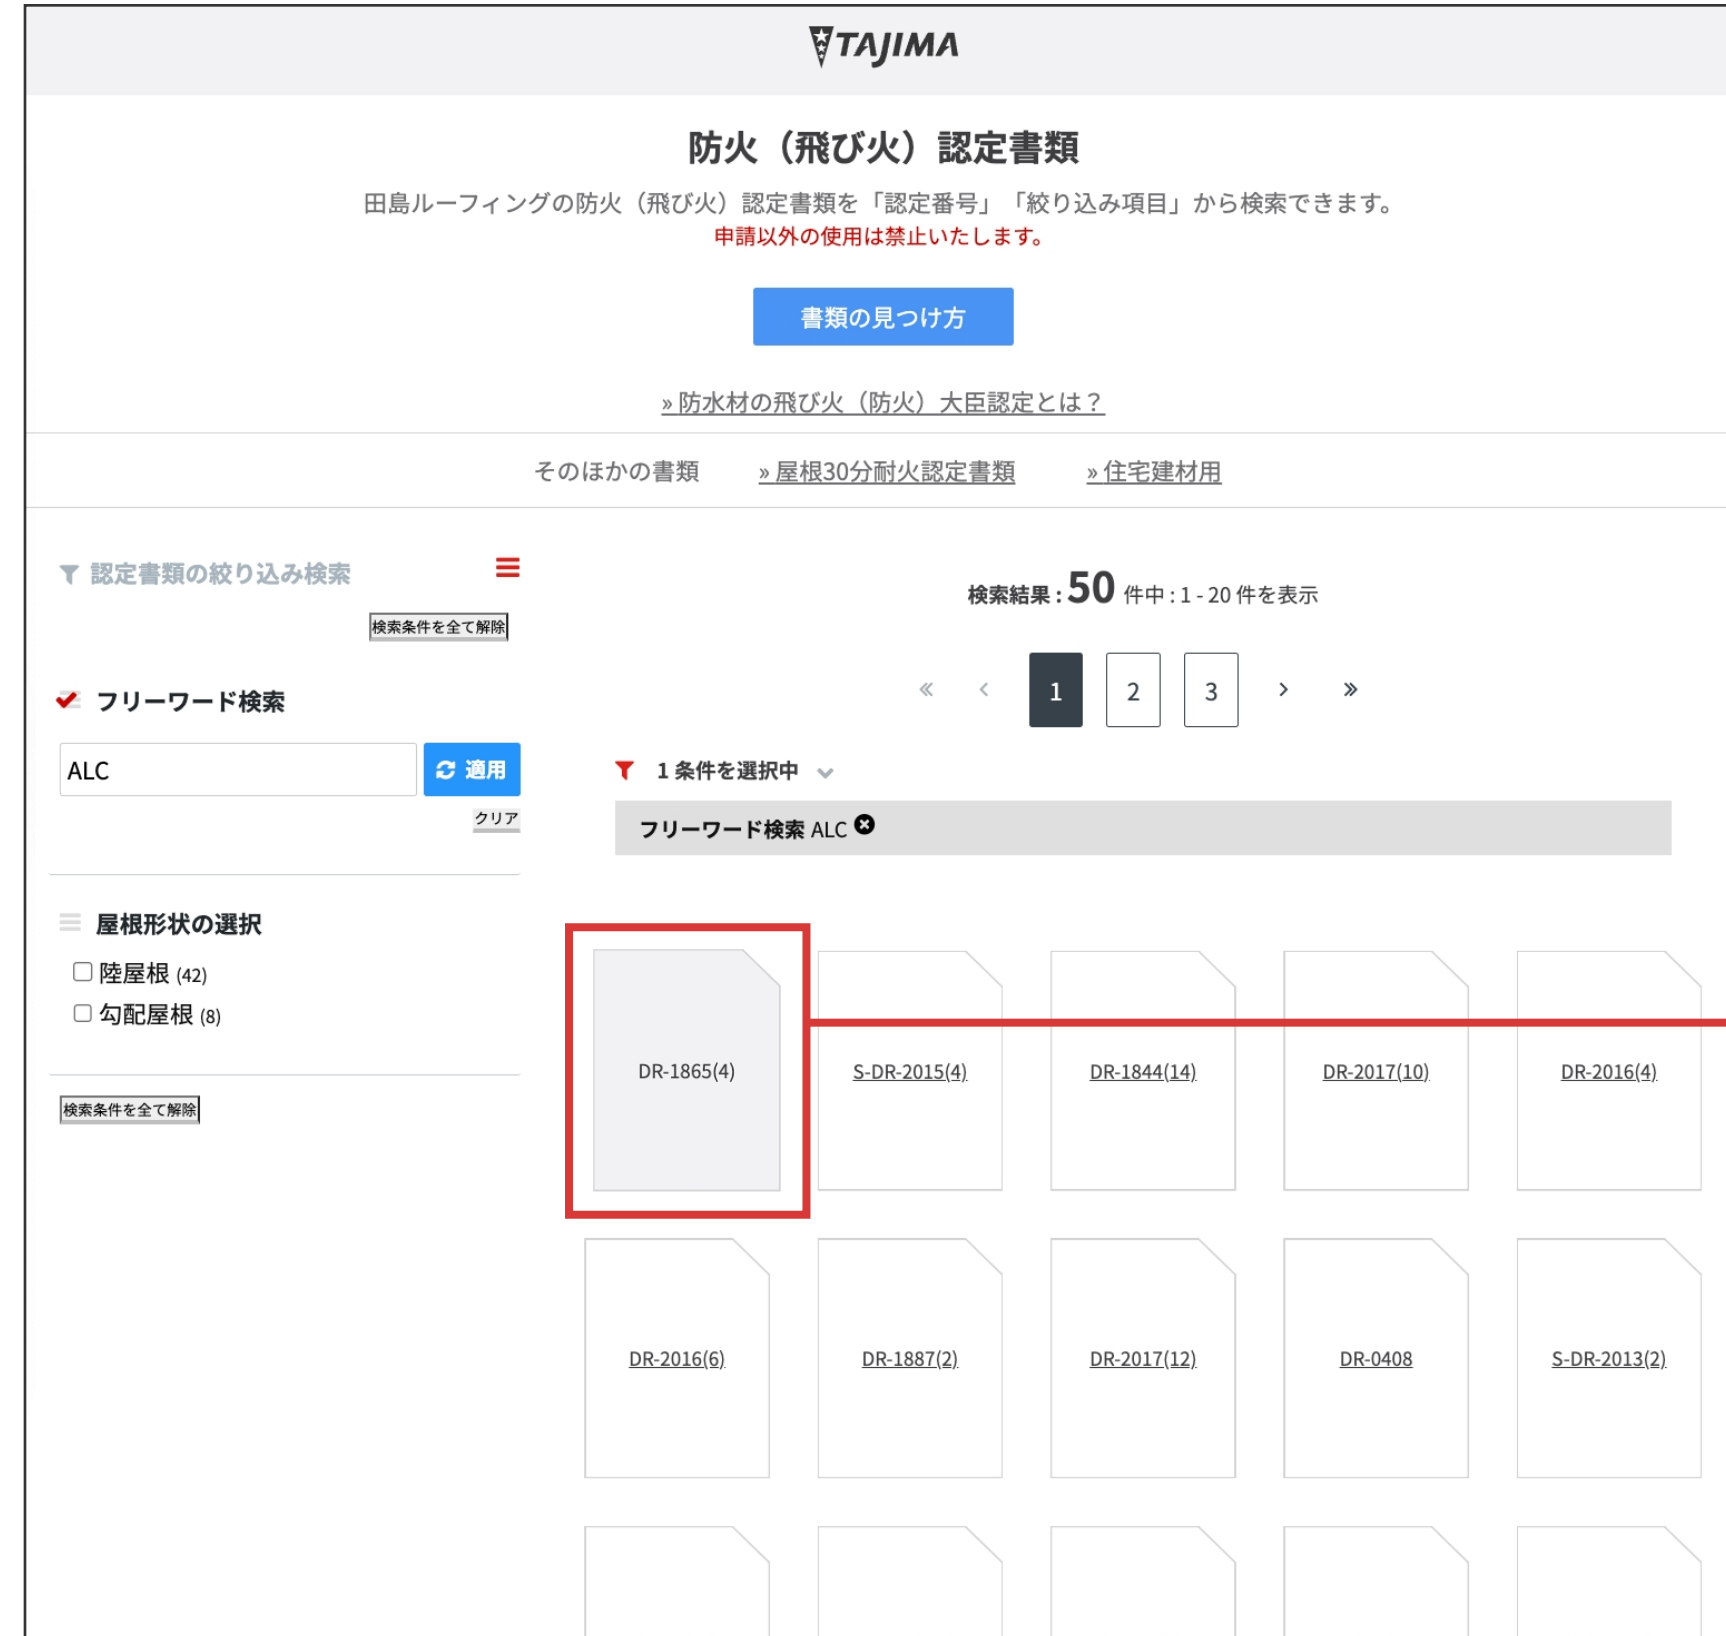 TAJIMA
防火（飛び火）認定書類
田島ルーフィングの防火（飛び火）認定書類を「認定番号」「絞り込み項目」から検索できます。
申請以外の使用は禁止いたします。
書類の見つけ方
» 防水材の飛び火（防火）大臣認定とは？
そのほかの書類 » 屋根30分耐火認定書類 » 住宅建材用
認定書類の絞り込み検索
検索条件を全て解除
フリーワード検索
ALC 適用
クリア
屋根形状の選択
陸屋根 (42)
勾配屋根 (8)
検索条件を全て解除
検索結果 : 50 件中 : 1 - 20 件を表示
« ‹ 1 2 3 › »
1 条件を選択中
フリーワード検索 ALC
DR-1865(4) S-DR-2015(4) DR-1844(14) DR-2017(10) DR-2016(4)
DR-2016(6) DR-1887(2) DR-2017(12) DR-0408 S-DR-2013(2)